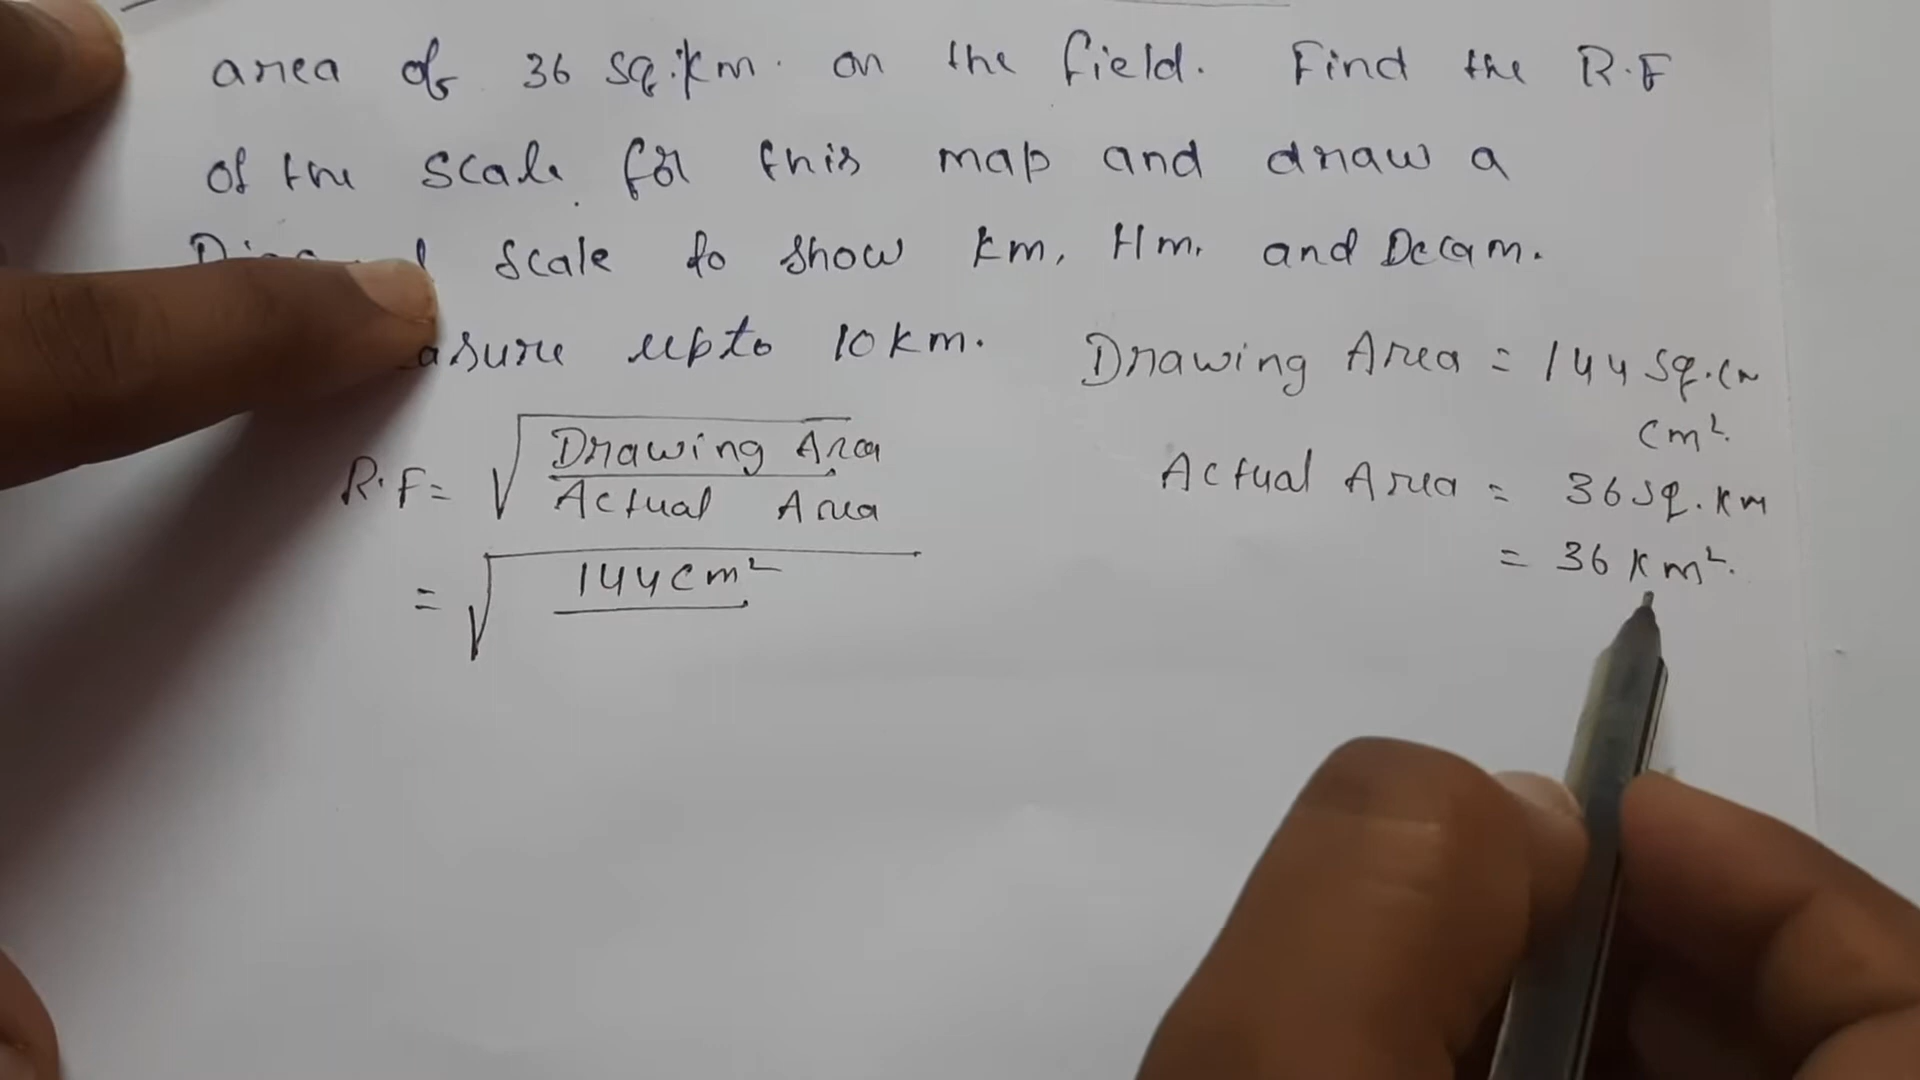 area of 36 sq.km. on the field. Find the R.F
of the scale for this map and draw a
scale to show km, Hm. and Decam.
upto 10km.
Drawing Area = 144 sq.cm
cm².
R.F = √ Drawing Area
Actual Area
Actual Area = 36 sq.km
= √ 144cm²
= 36 km².